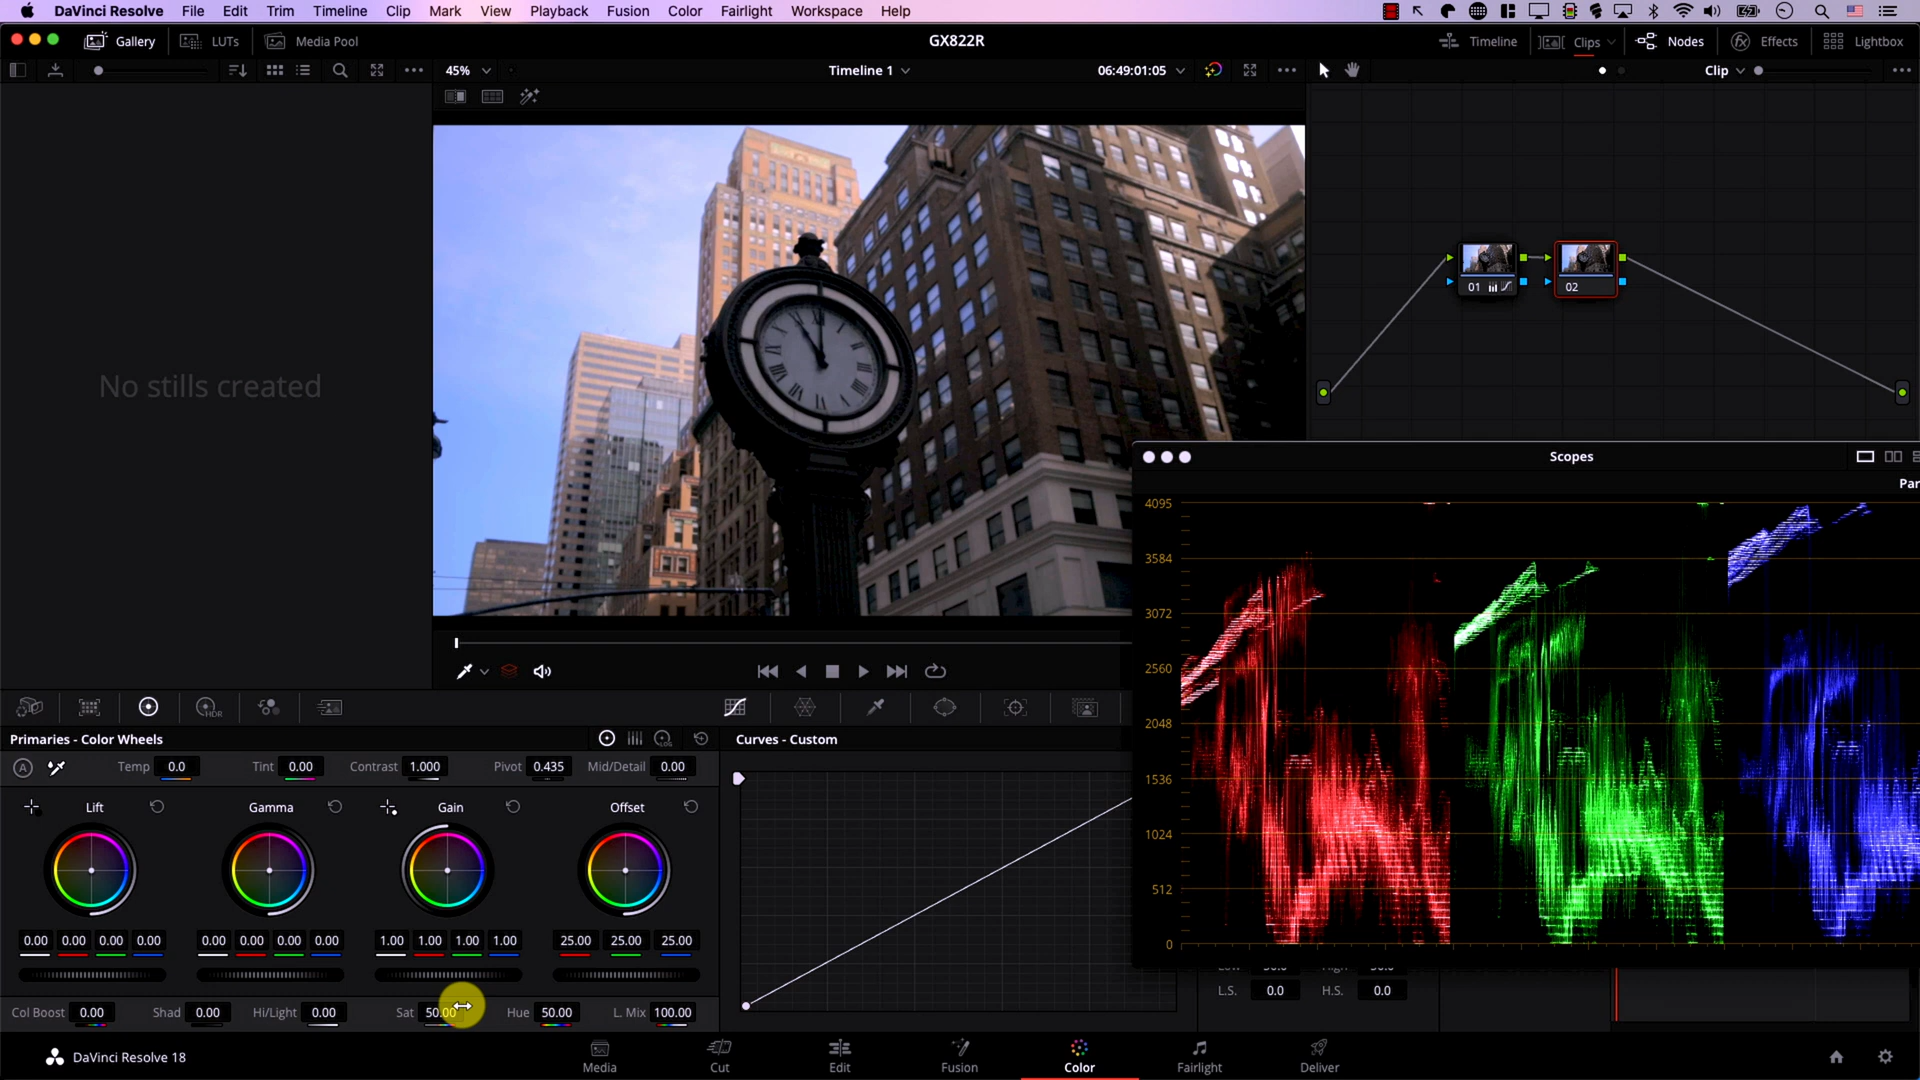 DaVinci Resolve File Edit Trim Timeline Clip Mark View Playback Fusion Color Fairlight Workspace Help
Gallery LUTs Media Pool GX822R Timeline Clips Nodes Effects Lightbox
45% Timeline 1 06:49:01:05 Clip
No stills created
01 02
Scopes
Par
4095
3584
3072
2560
2048
1536
1024
512
0
HDR
Primaries - Color Wheels
LOG
Curves - Custom
A Temp 0.0 Tint 0.00 Contrast 1.000 Pivot 0.435 Mid/Detail 0.00
Lift Gamma Gain Offset
0.00 0.00 0.00 0.00 0.00 0.00 0.00 0.00 1.00 1.00 1.00 1.00 25.00 25.00 25.00
Col Boost 0.00 Shad 0.00 Hi/Light 0.00 Sat 50.00 Hue 50.00 L. Mix 100.00
L.S. 0.0 H.S. 0.0
DaVinci Resolve 18 Media Cut Edit Fusion Color Fairlight Deliver